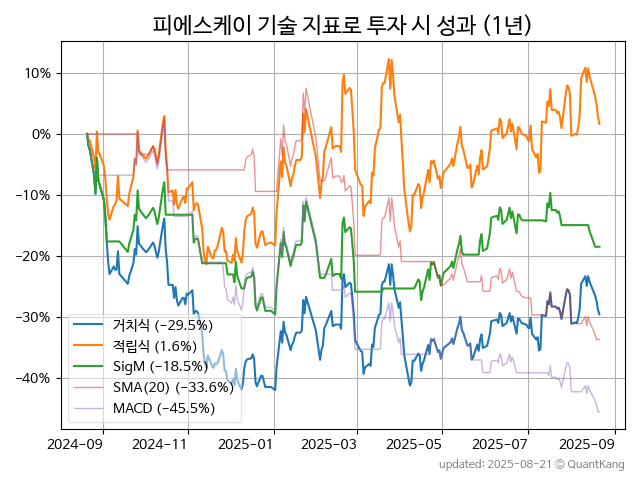 피에스케이 기술 지표로 투자 시 성과 (1년)
10%
0%
−10%
−20%
−30%
−40%
거치식 (−29.5%)
적립식 (1.6%)
SigM (−18.5%)
SMA(20) (−33.6%)
MACD (−45.5%)
2024-09
2024-11
2025-01
2025-03
2025-05
2025-07
2025-09
updated: 2025-08-21 © QuantKang